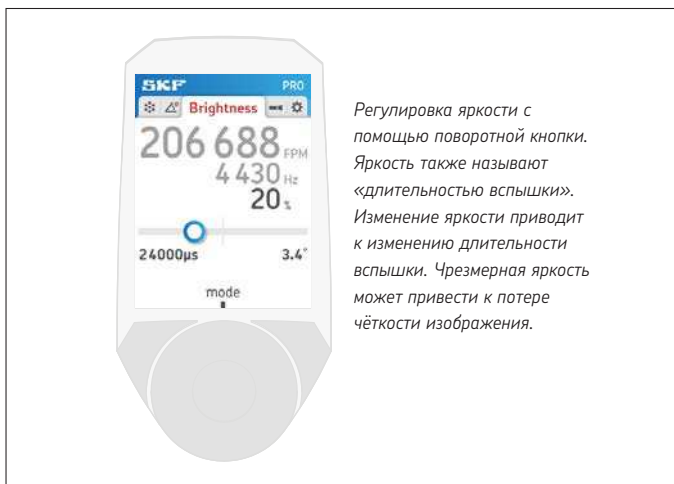 SKF PRO
Brightness
206 688 FPM
4 430 Hz
20 %
24000µs 3.4°
mode
Регулировка яркости с
помощью поворотной кнопки.
Яркость также называют
«длительностью вспышки».
Изменение яркости приводит
к изменению длительности
вспышки. Чрезмерная яркость
может привести к потере
чёткости изображения.